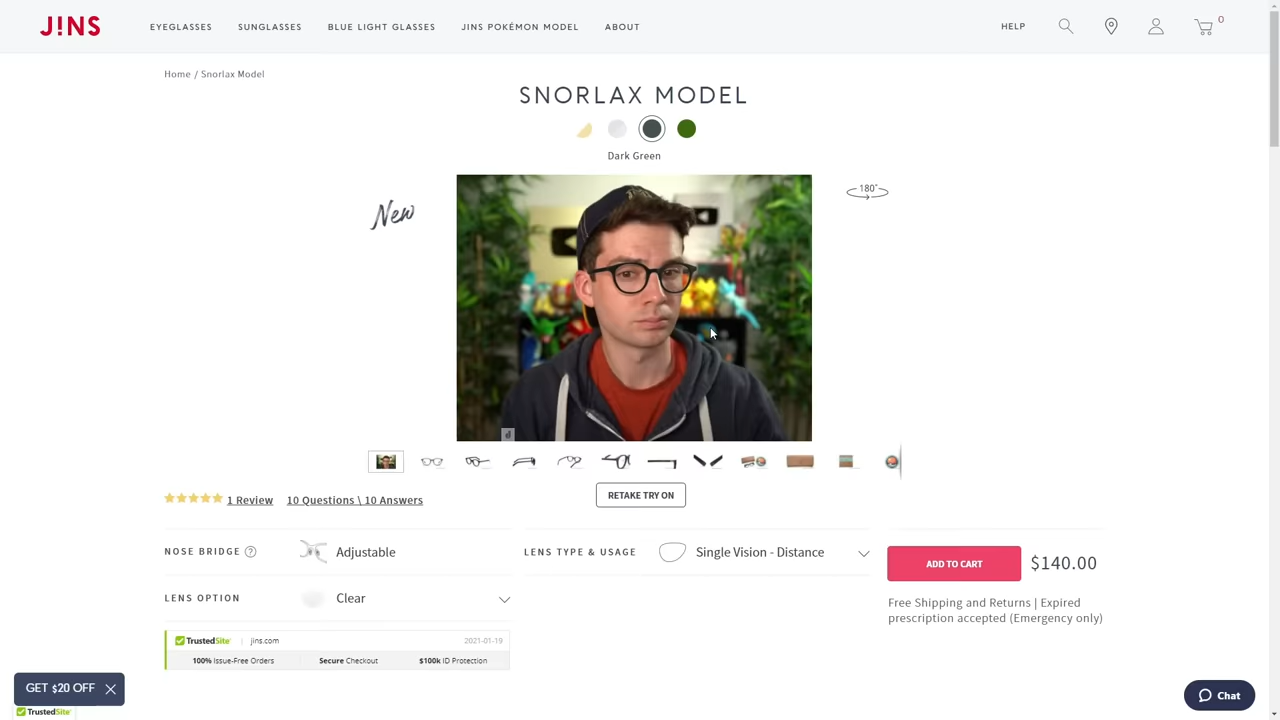 J!NS
EYEGLASSES
SUNGLASSES
BLUE LIGHT GLASSES
JINS POKÉMON MODEL
ABOUT
HELP
0
Home / Snorlax Model
SNORLAX MODEL
Dark Green
New
180°
d
1 Review
10 Questions \ 10 Answers
RETAKE TRY ON
NOSE BRIDGE ?
Adjustable
LENS TYPE & USAGE
Single Vision - Distance
ADD TO CART
$140.00
LENS OPTION
Clear
Free Shipping and Returns | Expired
prescription accepted (Emergency only)
TrustedSite
jins.com
2021-01-19
100% Issue-Free Orders
Secure Checkout
$100k ID Protection
GET $20 OFF
Chat
TrustedSite